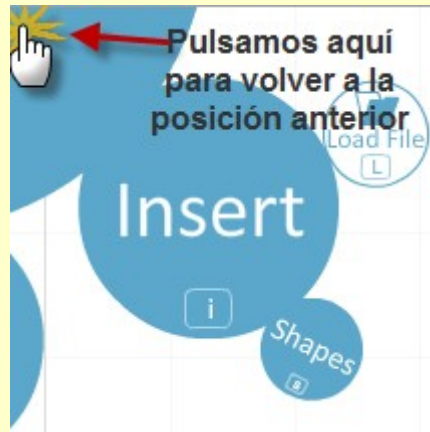 Pulsamos aquí
para volver a la
posición anterior
Load File
L
Insert
i
Shapes
s